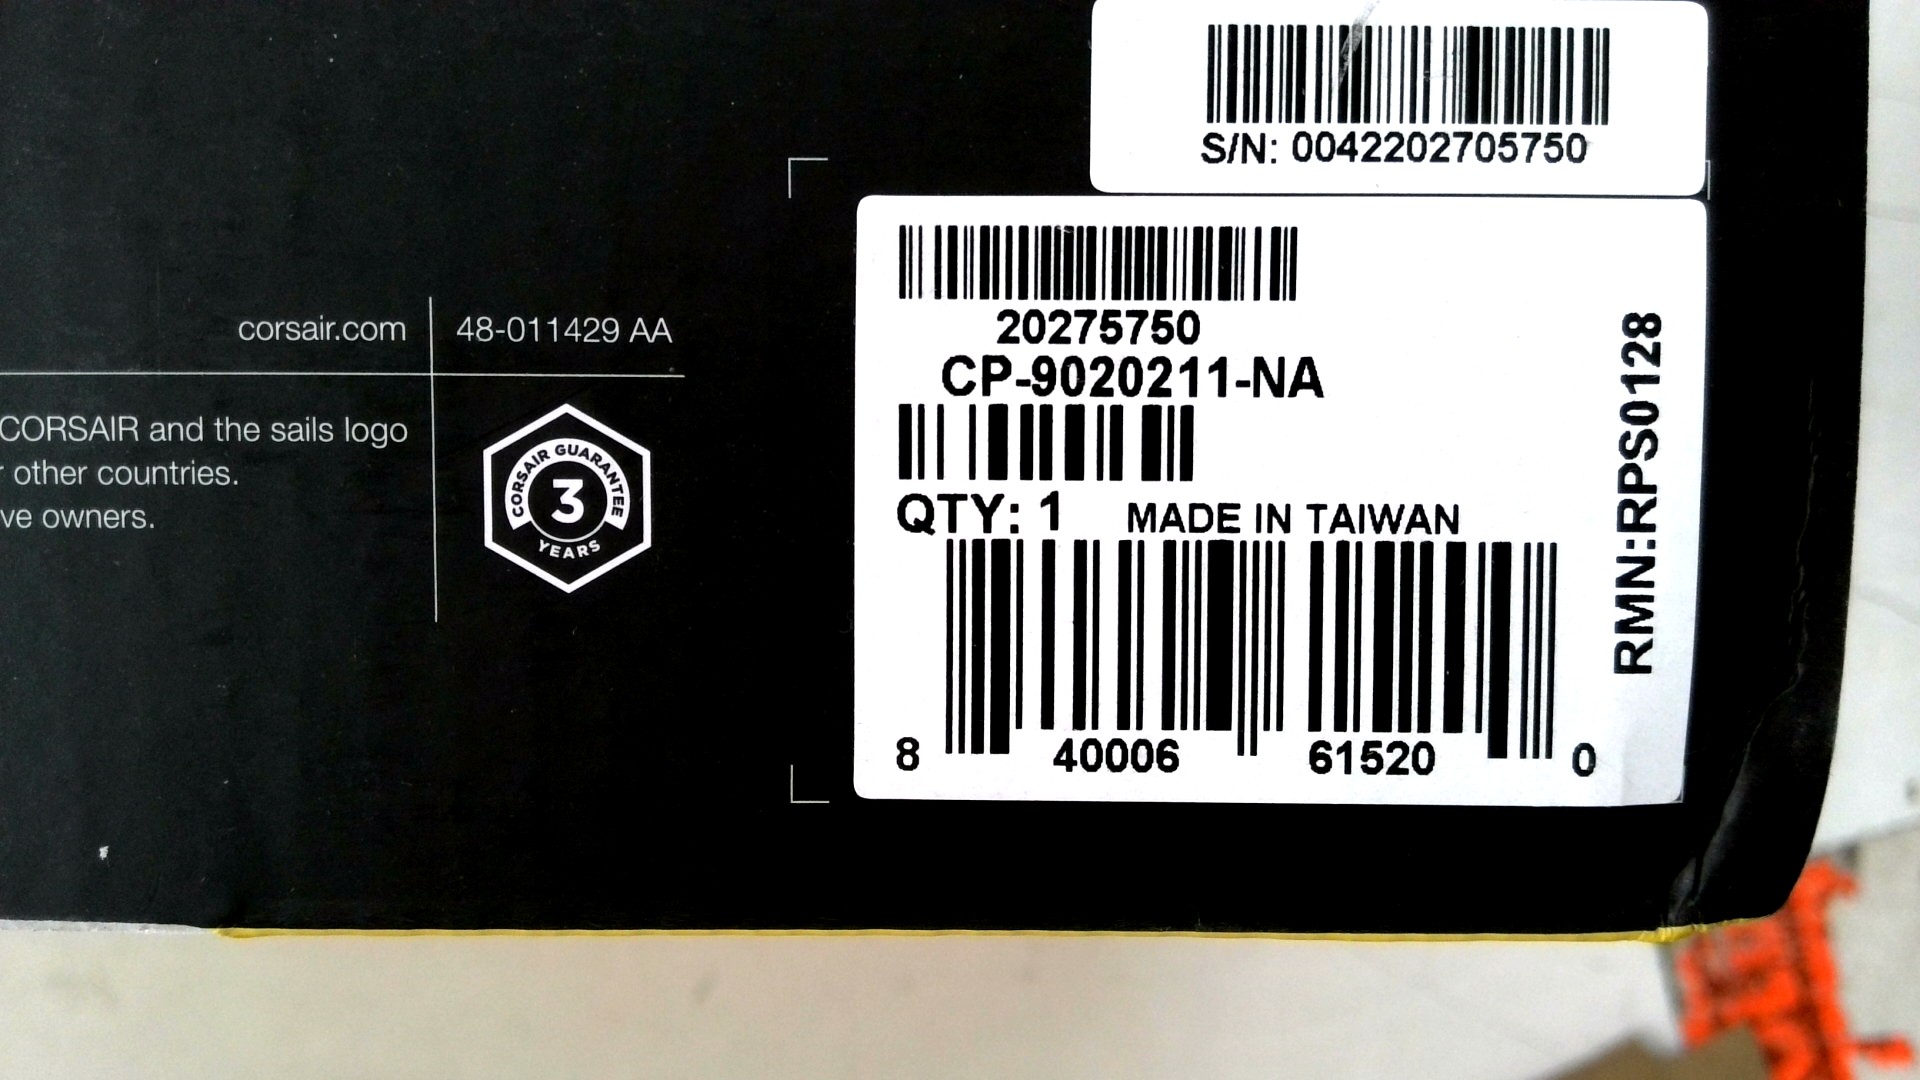 S/N: 0042202705750
20275750
CP-9020211-NA
QTY: 1 MADE IN TAIWAN
8 40006 61520 0
RMN:RPS0128
corsair.com 48-011429 AA
CORSAIR and the sails logo
other countries.
ve owners.
CORSAIR GUARANTEE
3
YEARS